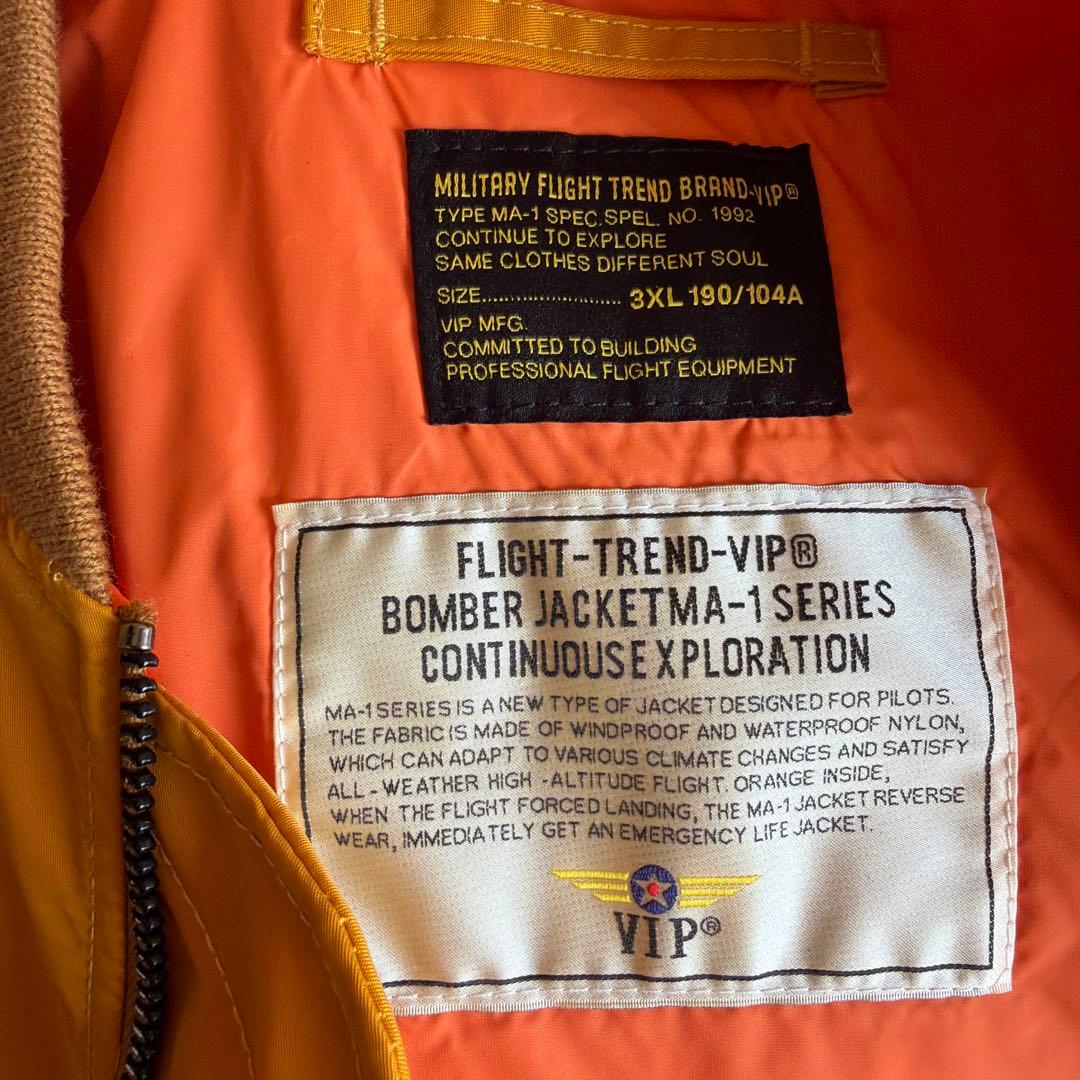 MILITARY FLIGHT TREND BRAND-VIP®
TYPE MA-1 SPEC.SPEL. NO. 1992
CONTINUE TO EXPLORE
SAME CLOTHES DIFFERENT SOUL
SIZE........................ 3XL 190/104A
VIP MFG.
COMMITTED TO BUILDING
PROFESSIONAL FLIGHT EQUIPMENT
FLIGHT-TREND-VIP®
BOMBER JACKETMA-1 SERIES
CONTINUOUSEXPLORATION
MA-1 SERIES IS A NEW TYPE OF JACKET DESIGNED FOR PILOTS.
THE FABRIC IS MADE OF WINDPROOF AND WATERPROOF NYLON,
WHICH CAN ADAPT TO VARIOUS CLIMATE CHANGES AND SATISFY
ALL-WEATHER HIGH-ALTITUDE FLIGHT. ORANGE INSIDE,
WHEN THE FLIGHT FORCED LANDING, THE MA-1 JACKET REVERSE
WEAR, IMMEDIATELY GET AN EMERGENCY LIFE JACKET.
VIP®